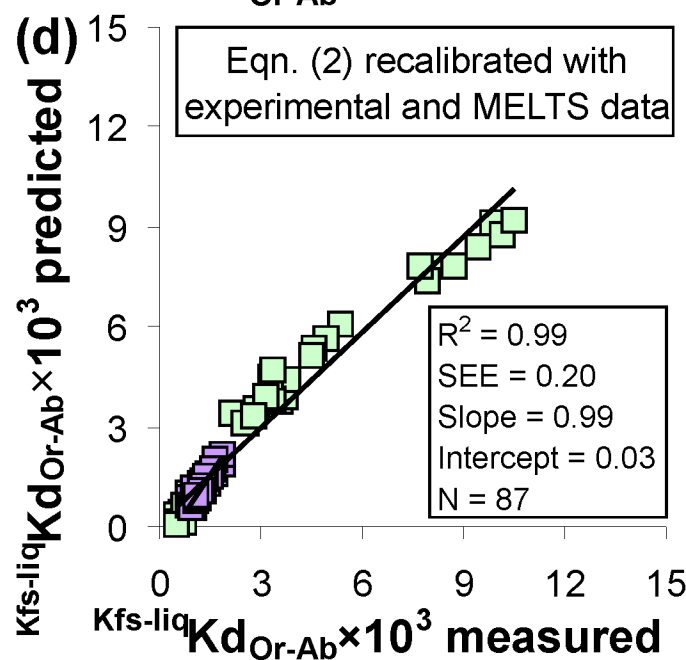 Or-Ab
(d)
15
12
9
6
3
0
Kfs-liqKdOr-Ab×10³ predicted
Eqn. (2) recalibrated with
experimental and MELTS data
R² = 0.99
SEE = 0.20
Slope = 0.99
Intercept = 0.03
N = 87
0 3 6 9 12 15
Kfs-liqKdOr-Ab×10³ measured